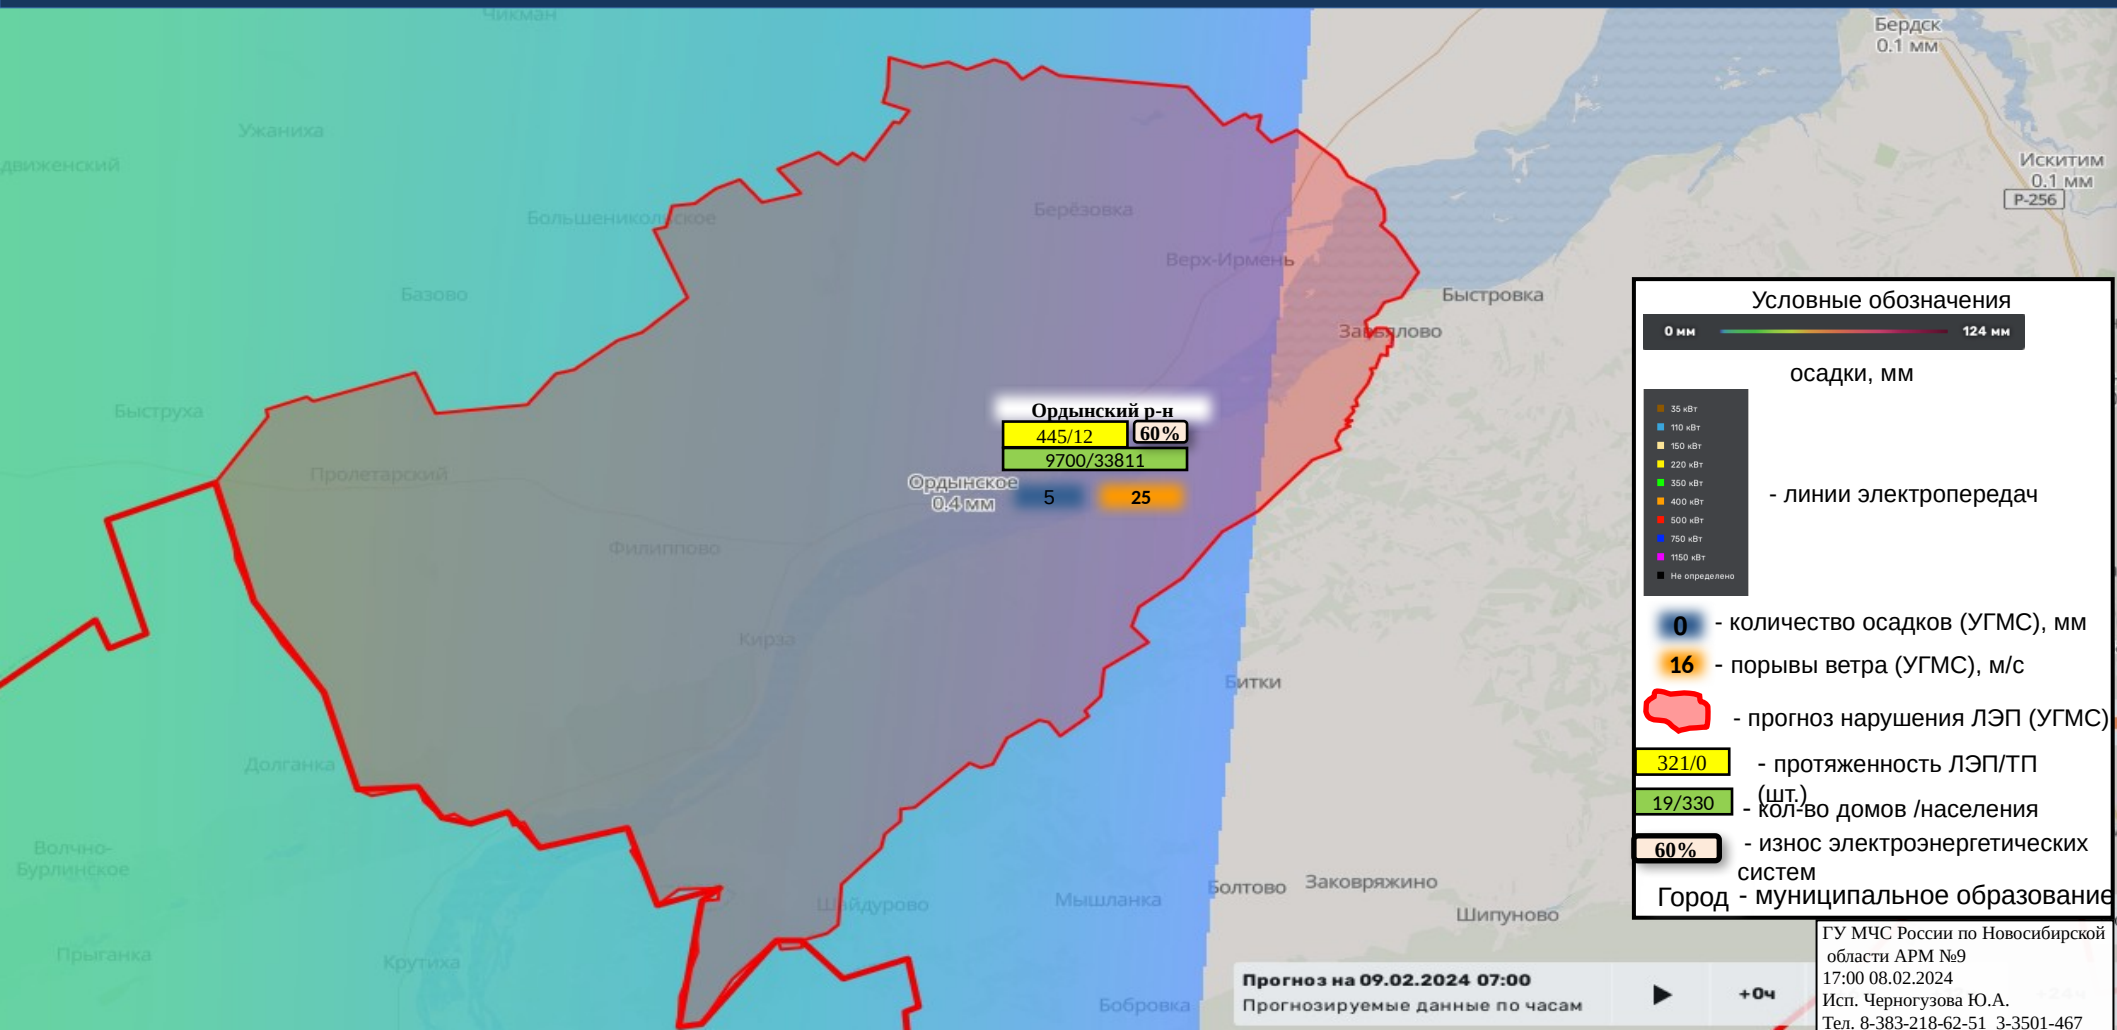 Чикман
Бердск
0.1 мм
Ужаниха
движенский
Искитим
0.1 мм
Р-256
Большеникольское
Берёзовка
Верх-Ирмень
Базово
Быстровка
Завьялово
Быструха
Пролетарский
Ордынский р-н
445/12
60%
9700/33811
Ордынское
0.4 мм
5
25
Филиппово
Кирза
Битки
Долганка
Волчно-
Бурлинское
Шайдурово
Мышланка
Болтово
Заковряжино
Шипуново
Прыганка
Крутиха
Бобровка
Условные обозначения
0 мм
124 мм
осадки, мм
35 кВт
110 кВт
150 кВт
220 кВт
350 кВт
400 кВт
500 кВт
750 кВт
1150 кВт
Не определено
- линии электропередач
0 - количество осадков (УГМС), мм
16 - порывы ветра (УГМС), м/с
- прогноз нарушения ЛЭП (УГМС)
321/0 - протяженность ЛЭП/ТП
(шт.)
19/330 - кол-во домов /населения
60% - износ электроэнергетических
систем
Город - муниципальное образование
Прогноз на 09.02.2024 07:00
Прогнозируемые данные по часам
+0ч
ГУ МЧС России по Новосибирской
области АРМ №9
17:00 08.02.2024
Исп. Черногузова Ю.А.
Тел. 8-383-218-62-51 3-3501-467